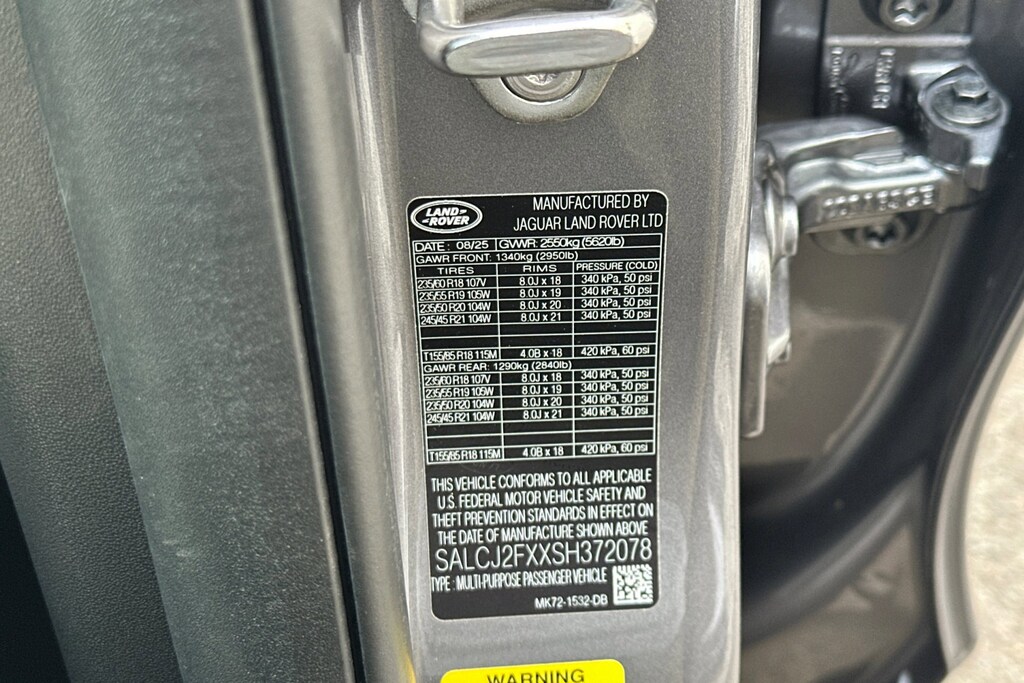 LAND-
-ROVER
MANUFACTURED BY
JAGUAR LAND ROVER LTD
DATE : 08/25 GVWR: 2550kg (5620lb)
GAWR FRONT: 1340kg (2950lb)
TIRES RIMS PRESSURE (COLD)
235/60 R18 107V 8.0J x 18 340 kPa, 50 psi
235/55 R19 105W 8.0J x 19 340 kPa, 50 psi
235/50 R20 104W 8.0J x 20 340 kPa, 50 psi
245/45 R21 104W 8.0J x 21 340 kPa, 50 psi
T155/85 R18 115M 4.0B x 18 420 kPa, 60 psi
GAWR REAR: 1290kg (2840lb)
235/60 R18 107V 8.0J x 18 340 kPa, 50 psi
235/55 R19 105W 8.0J x 19 340 kPa, 50 psi
235/50 R20 104W 8.0J x 20 340 kPa, 50 psi
245/45 R21 104W 8.0J x 21 340 kPa, 50 psi
T155/85 R18 115M 4.0B x 18 420 kPa, 60 psi
THIS VEHICLE CONFORMS TO ALL APPLICABLE
U.S. FEDERAL MOTOR VEHICLE SAFETY AND
THEFT PREVENTION STANDARDS IN EFFECT ON
THE DATE OF MANUFACTURE SHOWN ABOVE
SALCJ2FXXSH372078
TYPE : MULTI-PURPOSE PASSENGER VEHICLE
MK72-1532-DB
WARNING